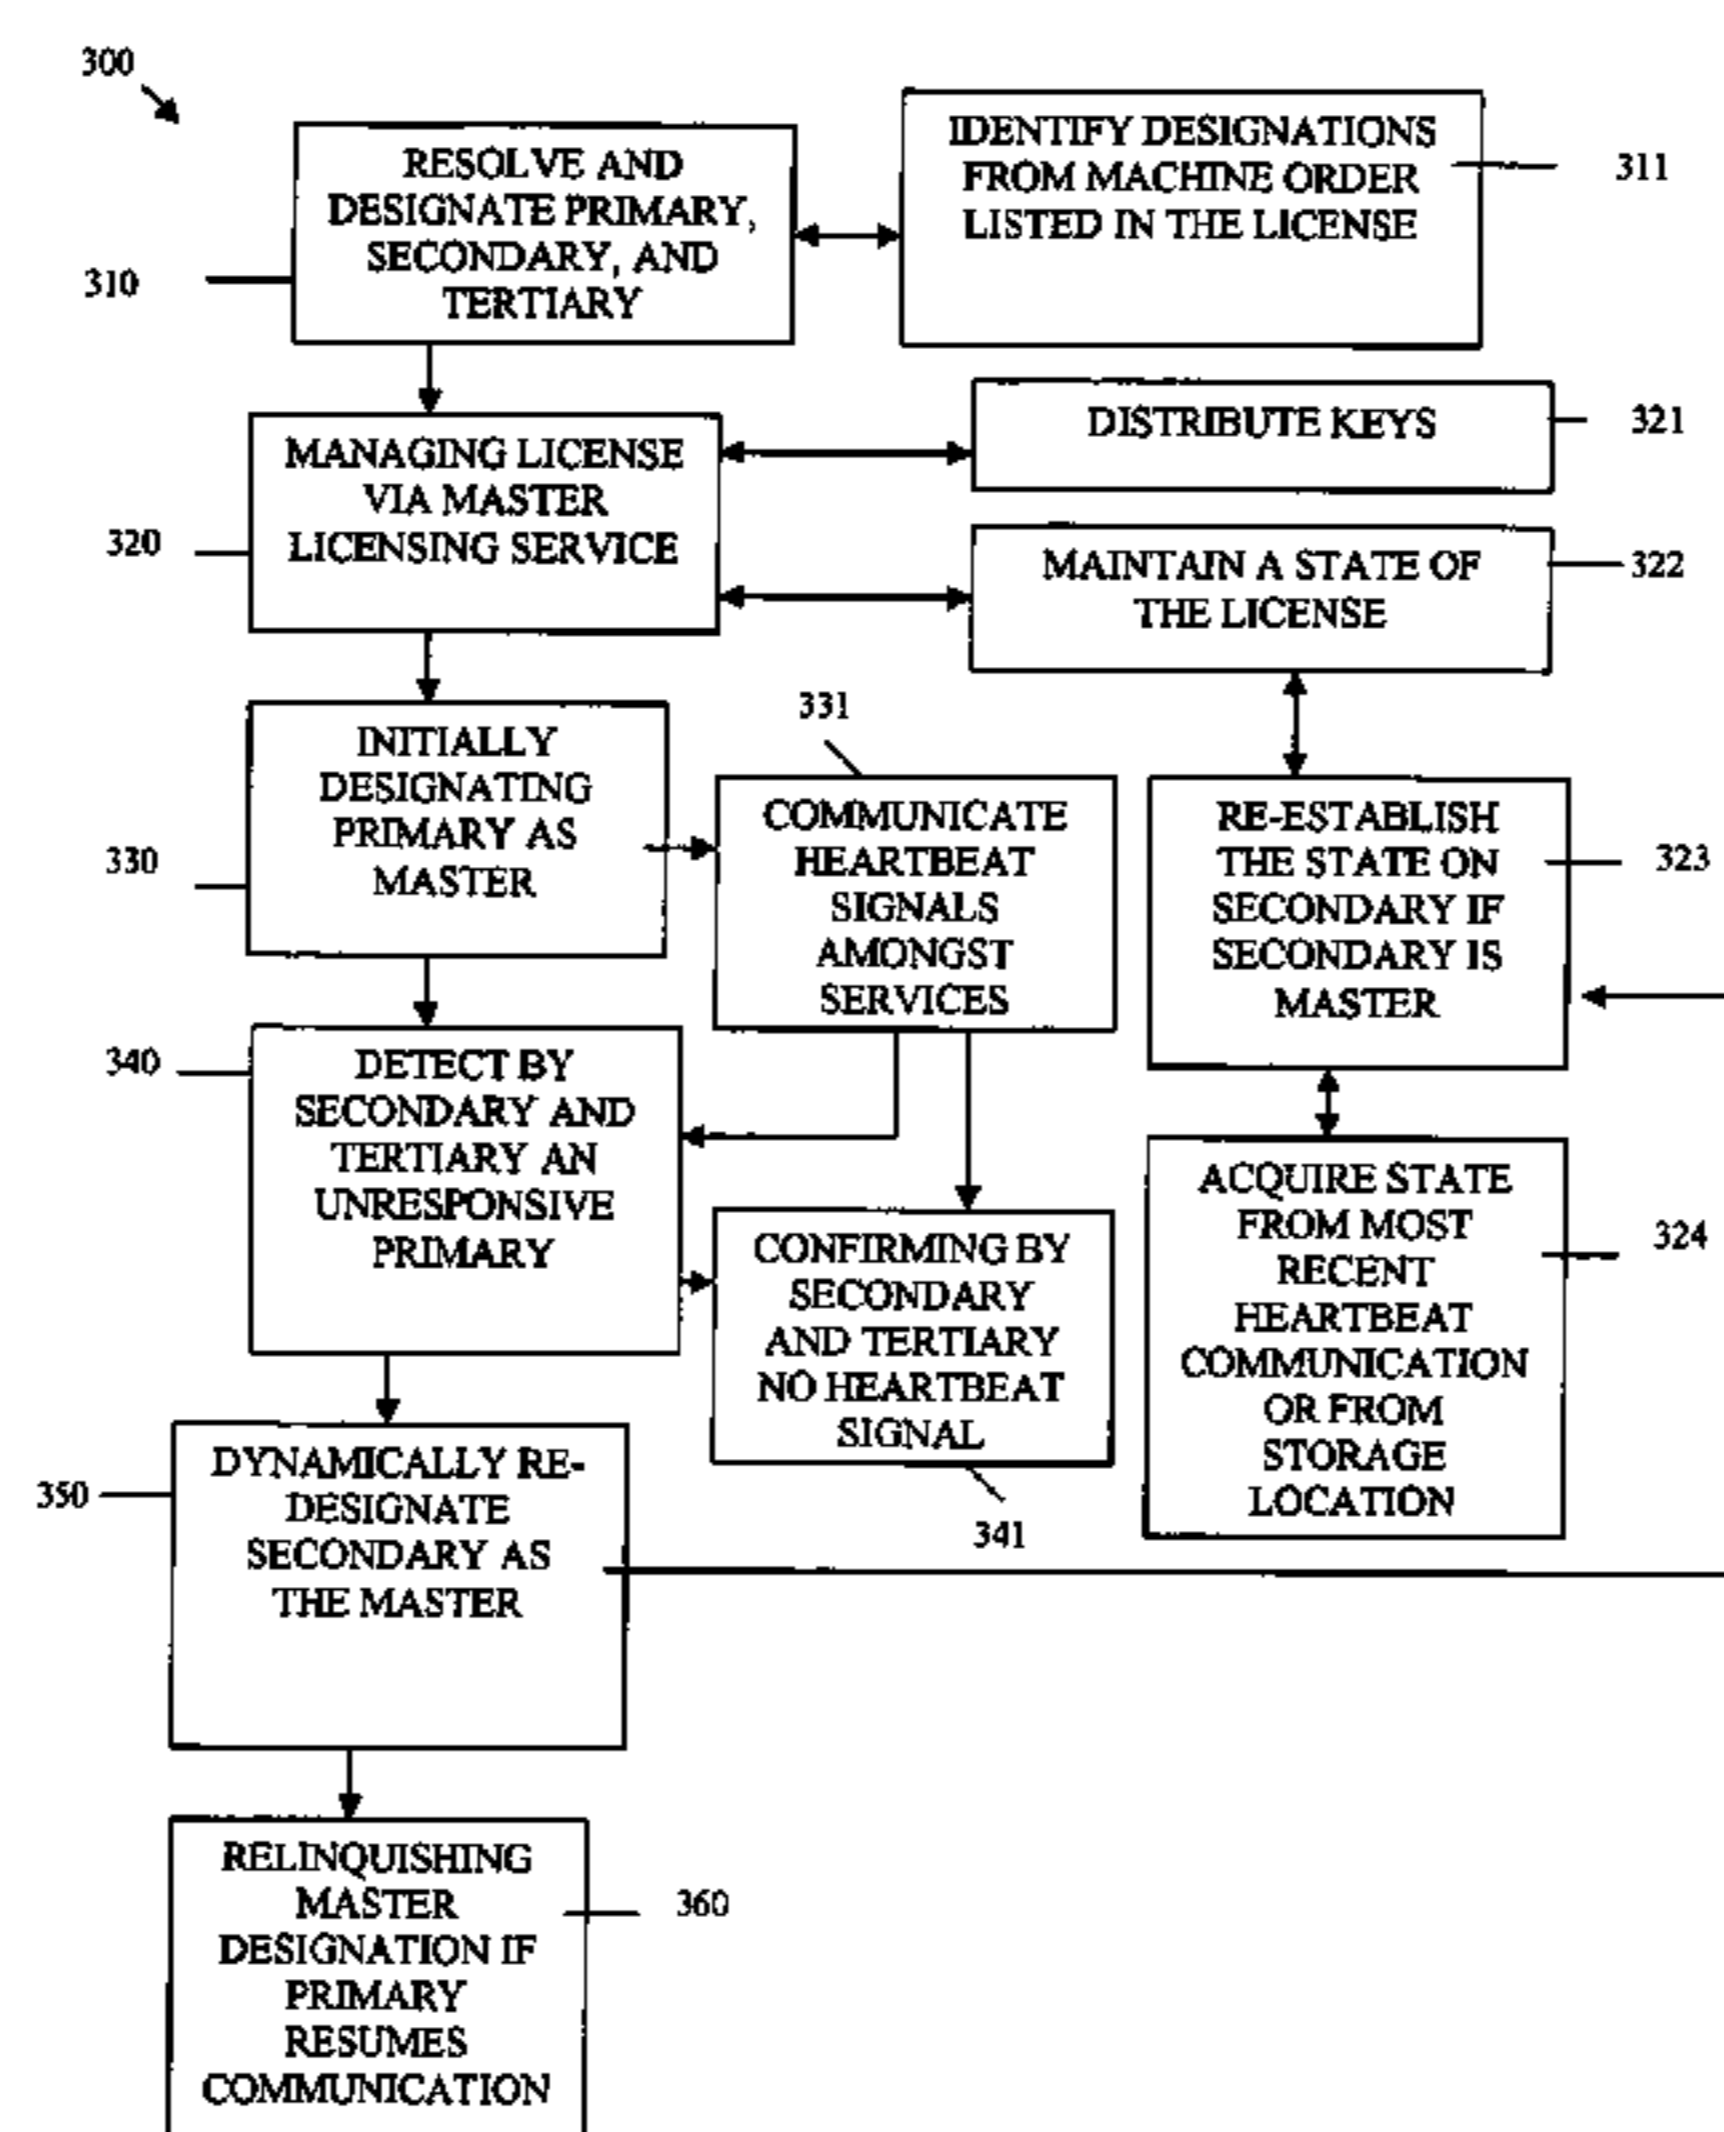 300
RESOLVE AND
DESIGNATE PRIMARY,
SECONDARY, AND
TERTIARY
310
IDENTIFY DESIGNATIONS
FROM MACHINE ORDER
LISTED IN THE LICENSE
311
MANAGING LICENSE
VIA MASTER
LICENSING SERVICE
320
DISTRIBUTE KEYS
321
MAINTAIN A STATE OF
THE LICENSE
322
INITIALLY
DESIGNATING
PRIMARY AS
MASTER
330
331
COMMUNICATE
HEARTBEAT
SIGNALS
AMONGST
SERVICES
RE-ESTABLISH
THE STATE ON
SECONDARY IF
SECONDARY IS
MASTER
323
340
DETECT BY
SECONDARY AND
TERTIARY AN
UNRESPONSIVE
PRIMARY
CONFIRMING BY
SECONDARY
AND TERTIARY
NO HEARTBEAT
SIGNAL
341
ACQUIRE STATE
FROM MOST
RECENT
HEARTBEAT
COMMUNICATION
OR FROM
STORAGE
LOCATION
324
350
DYNAMICALLY RE-
DESIGNATE
SECONDARY AS
THE MASTER
RELINQUISHING
MASTER
DESIGNATION IF
PRIMARY
RESUMES
COMMUNICATION
360